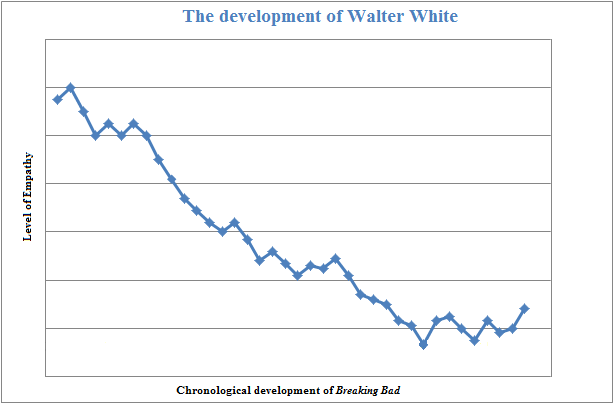 The development of Walter White
Level of Empathy
Chronological development of Breaking Bad